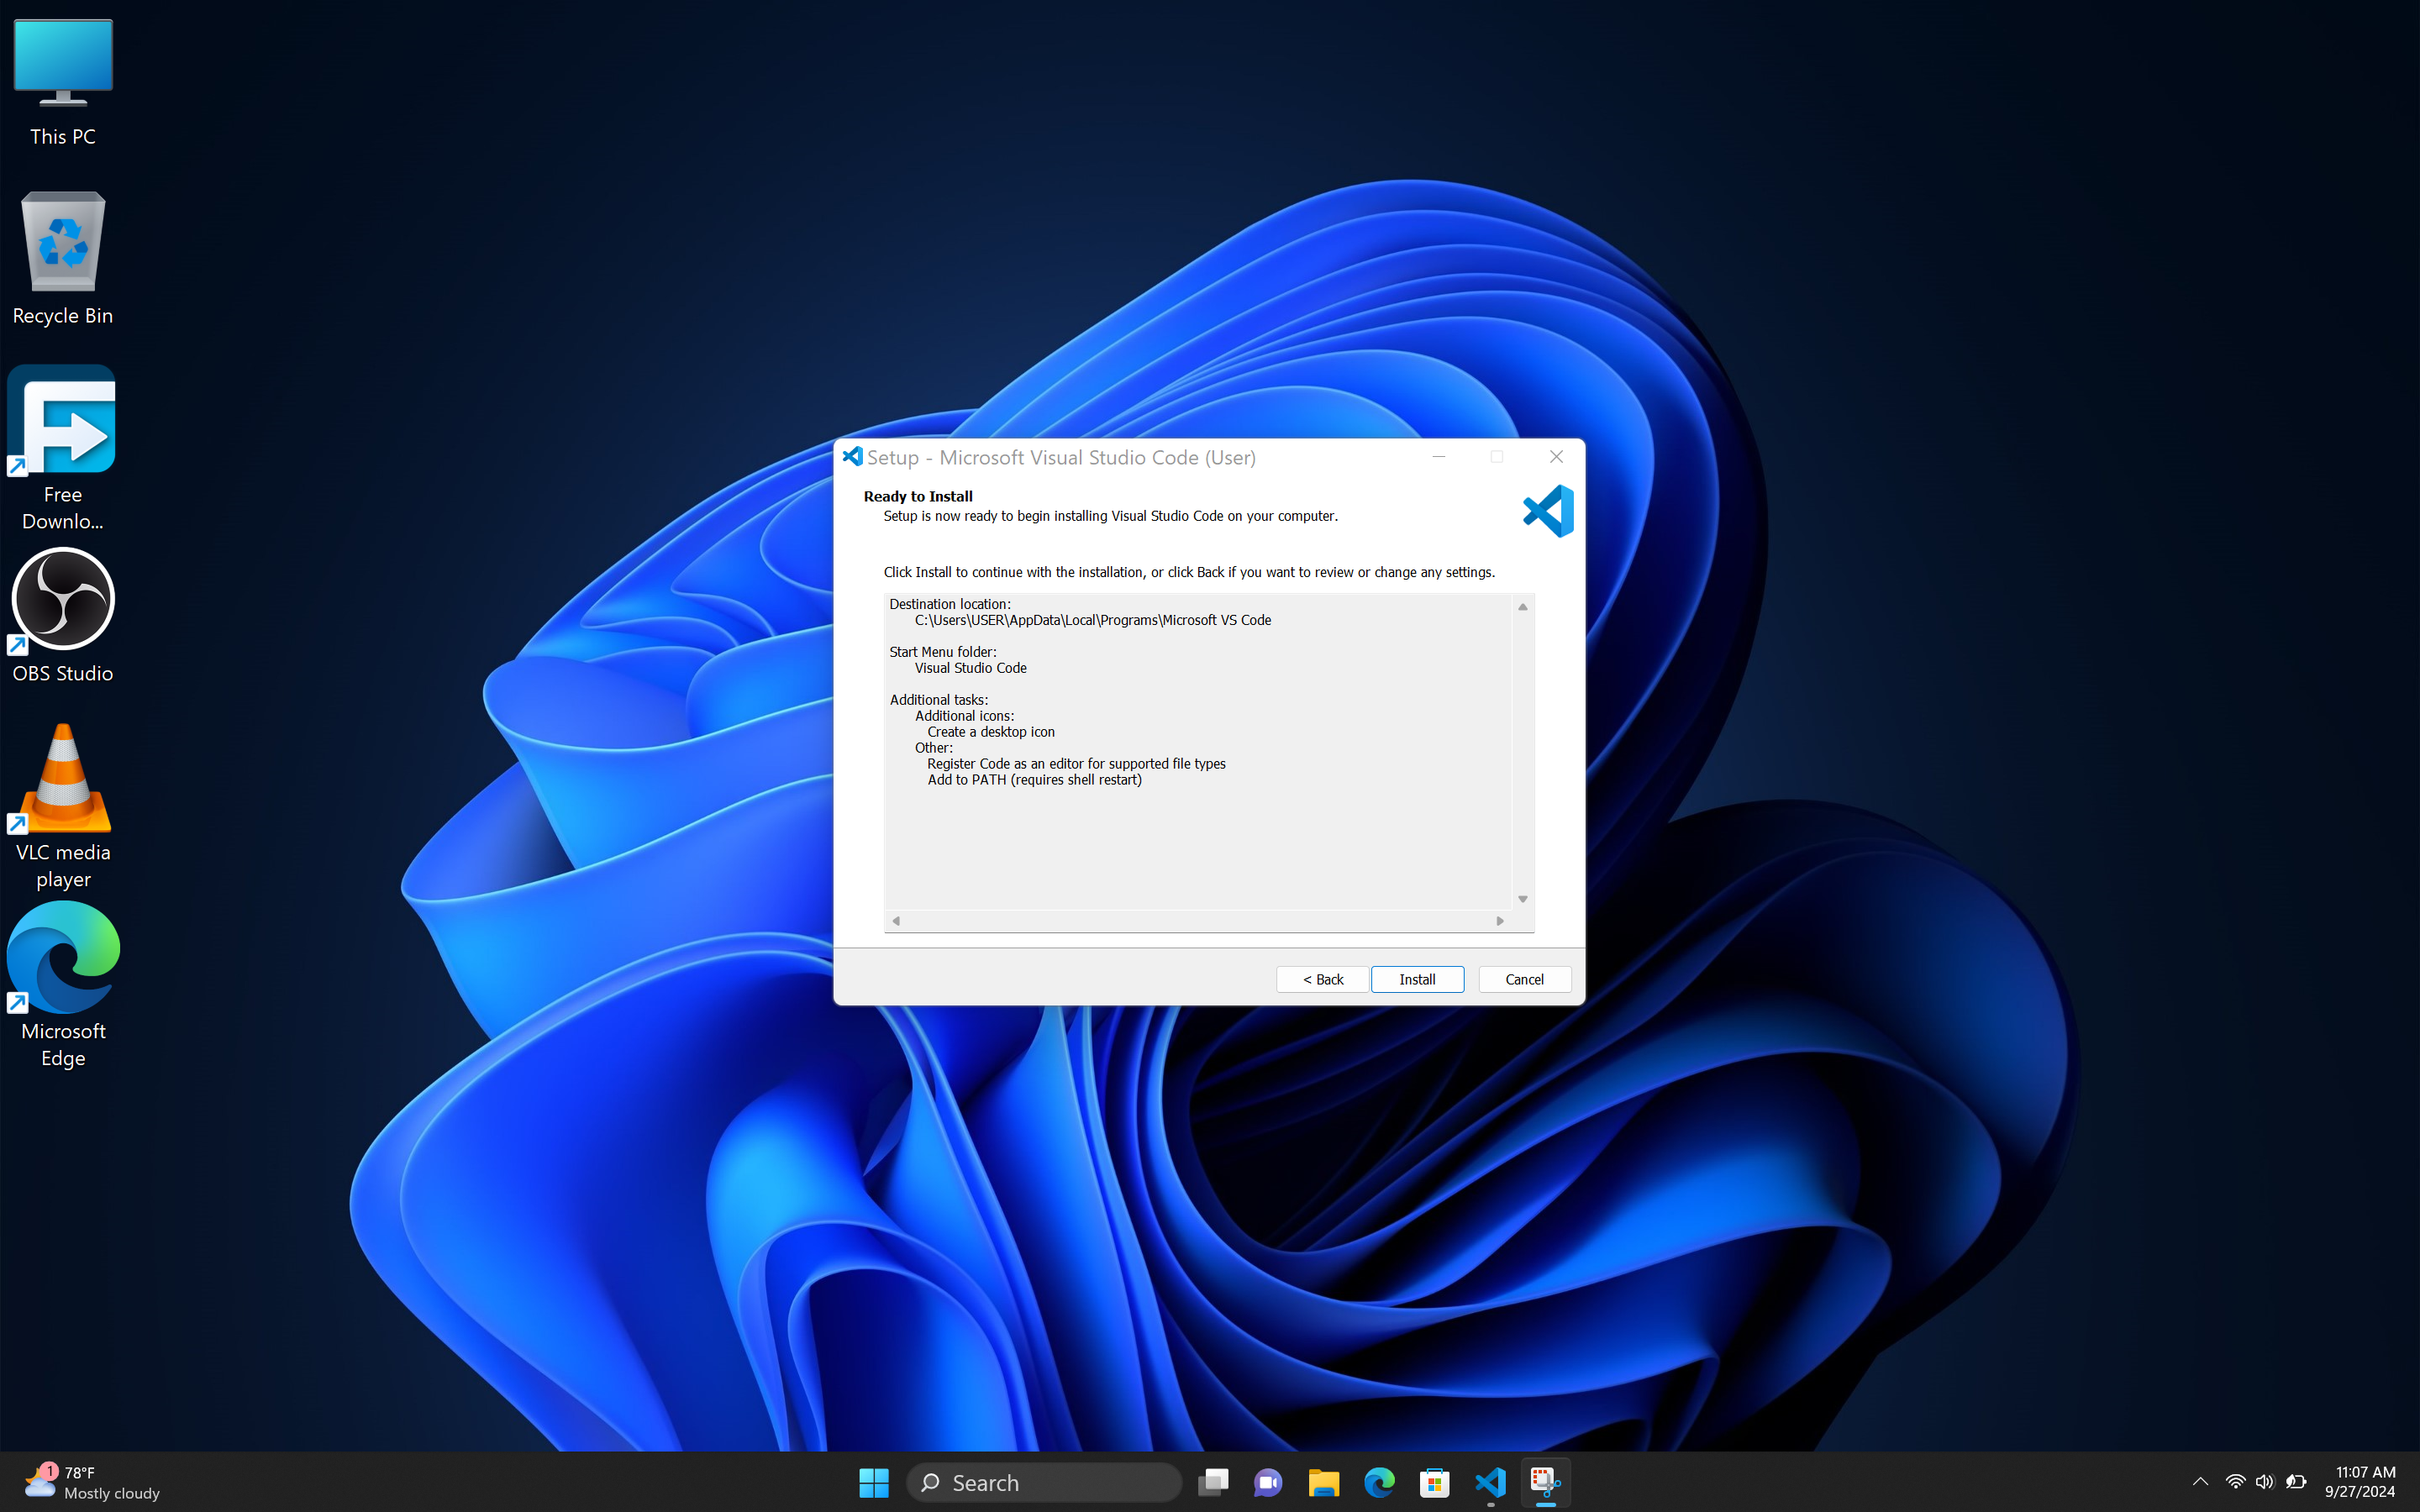 This PC
Recycle Bin
Free
Downlo...
OBS Studio
VLC media
player
Microsoft
Edge
Setup - Microsoft Visual Studio Code (User)
Ready to Install
Setup is now ready to begin installing Visual Studio Code on your computer.
Click Install to continue with the installation, or click Back if you want to review or change any settings.
Destination location:
C:\Users\USER\AppData\Local\Programs\Microsoft VS Code
Start Menu folder:
Visual Studio Code
Additional tasks:
Additional icons:
Create a desktop icon
Other:
Register Code as an editor for supported file types
Add to PATH (requires shell restart)
< Back
Install
Cancel
1
78°F
Mostly cloudy
Search
11:07 AM
9/27/2024